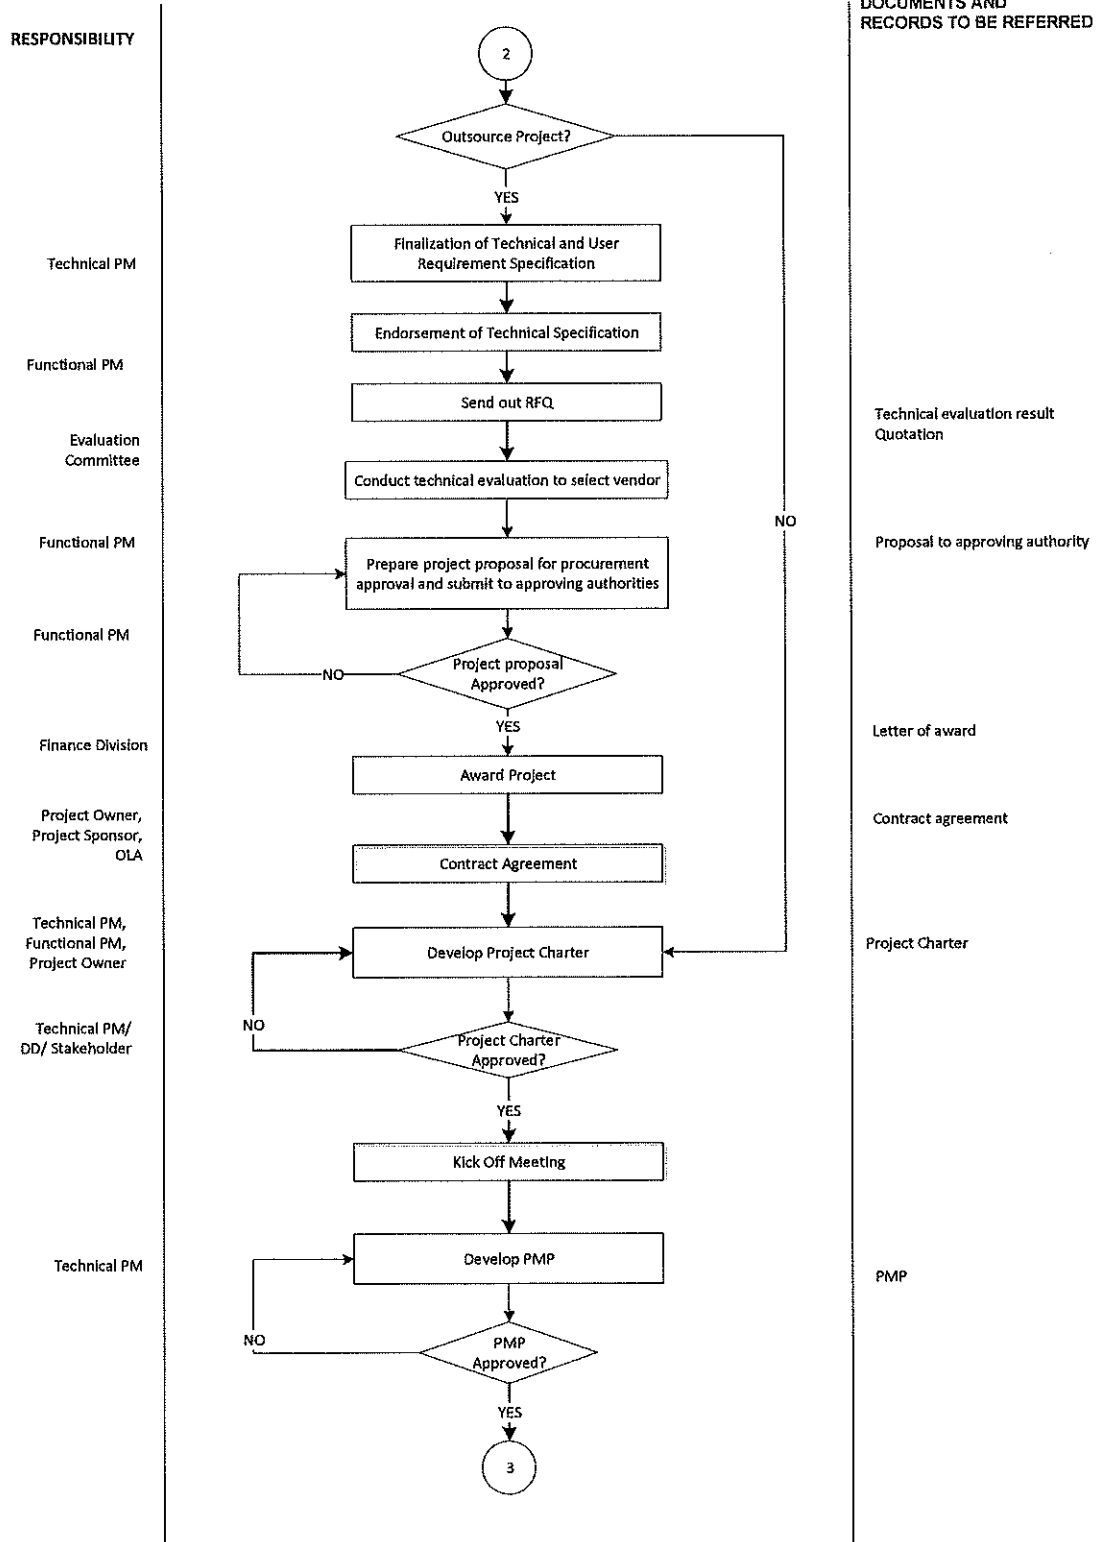 RESPONSIBILITY
DOCUMENTS AND
RECORDS TO BE REFERRED
2
Outsource Project?
YES
Technical PM
Finalization of Technical and User
Requirement Specification
Endorsement of Technical Specification
Functional PM
Send out RFQ
Technical evaluation result
Quotation
Evaluation
Committee
Conduct technical evaluation to select vendor
NO
Functional PM
Prepare project proposal for procurement
approval and submit to approving authorities
Proposal to approving authority
Functional PM
Project proposal
Approved?
NO
YES
Finance Division
Award Project
Letter of award
Project Owner,
Project Sponsor,
OLA
Contract Agreement
Contract agreement
Technical PM,
Functional PM,
Project Owner
Develop Project Charter
Project Charter
NO
Technical PM/
DD/ Stakeholder
Project Charter
Approved?
YES
Kick Off Meeting
Technical PM
Develop PMP
PMP
NO
PMP
Approved?
YES
3